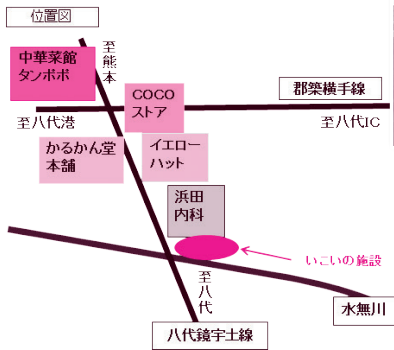 位置図
中華菜館
タンポポ
至熊本
COCO
ストア
郡築横手線
至八代港
至八代IC
かるかん堂
本舗
イエロー
ハット
浜田
内科
いこいの施設
至八代
水無川
八代鏡宇土線